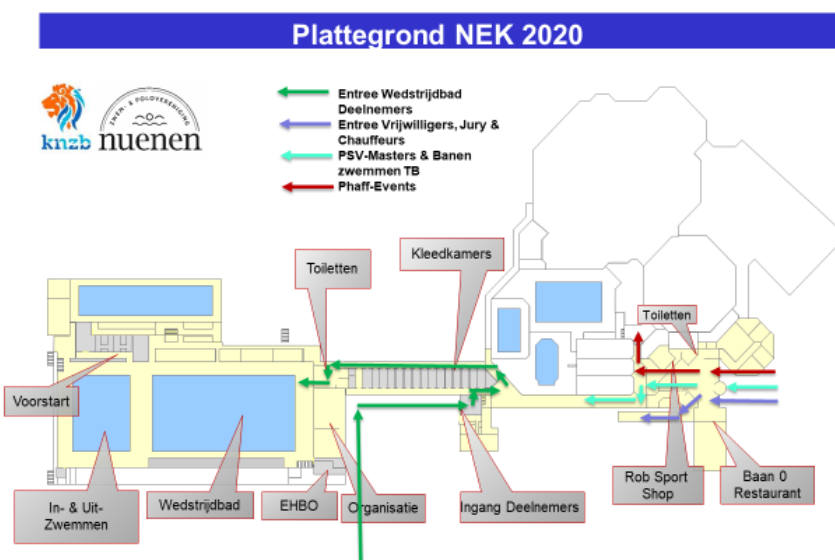 Plattegrond NEK 2020
knzb
ZWEM- & POLOVERENIGING
nuenen
Entree Wedstrijdbad
Deelnemers
Entree Vrijwilligers, Jury &
Chauffeurs
PSV-Masters & Banen
zwemmen TB
Phaff-Events
Toiletten
Kleedkamers
Toiletten
Voorstart
In- & Uit-
Zwemmen
Wedstrijdbad
EHBO
Organisatie
Ingang Deelnemers
Rob Sport
Shop
Baan 0
Restaurant